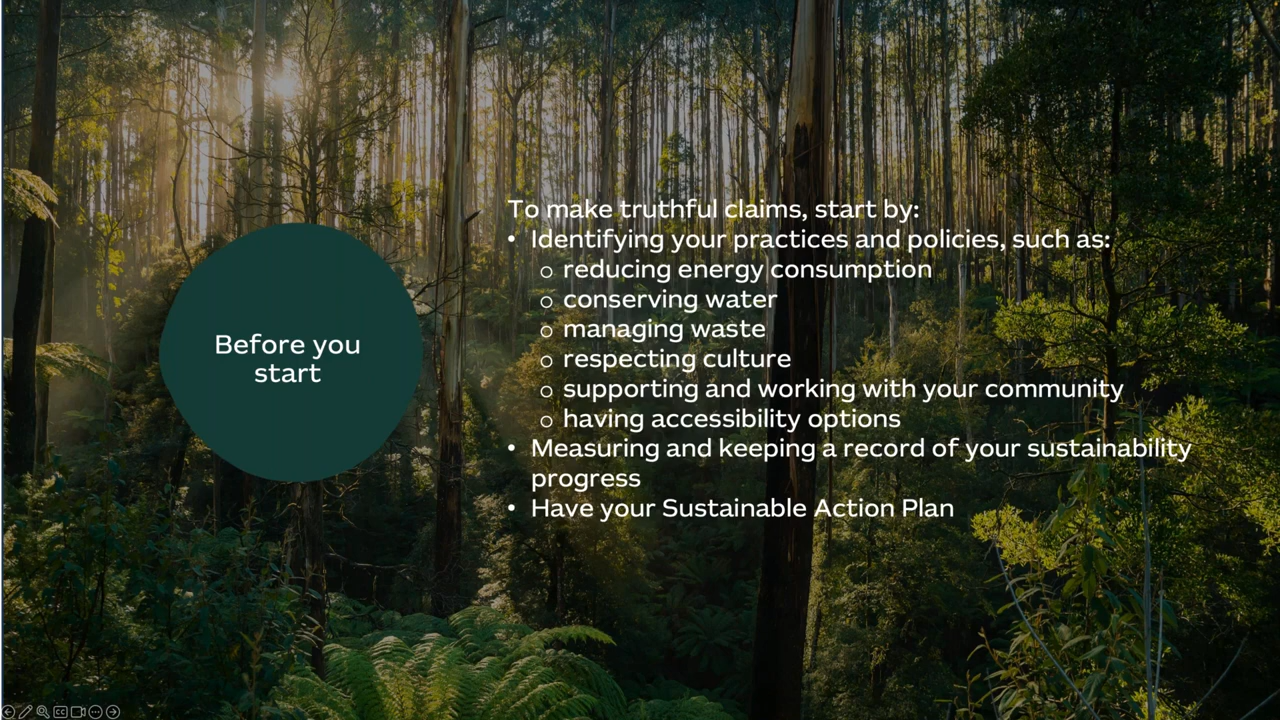 Before you
start
To make truthful claims, start by:
• Identifying your practices and policies, such as:
o reducing energy consumption
o conserving water
o managing waste
o respecting culture
o supporting and working with your community
o having accessibility options
• Measuring and keeping a record of your sustainability
progress
• Have your Sustainable Action Plan